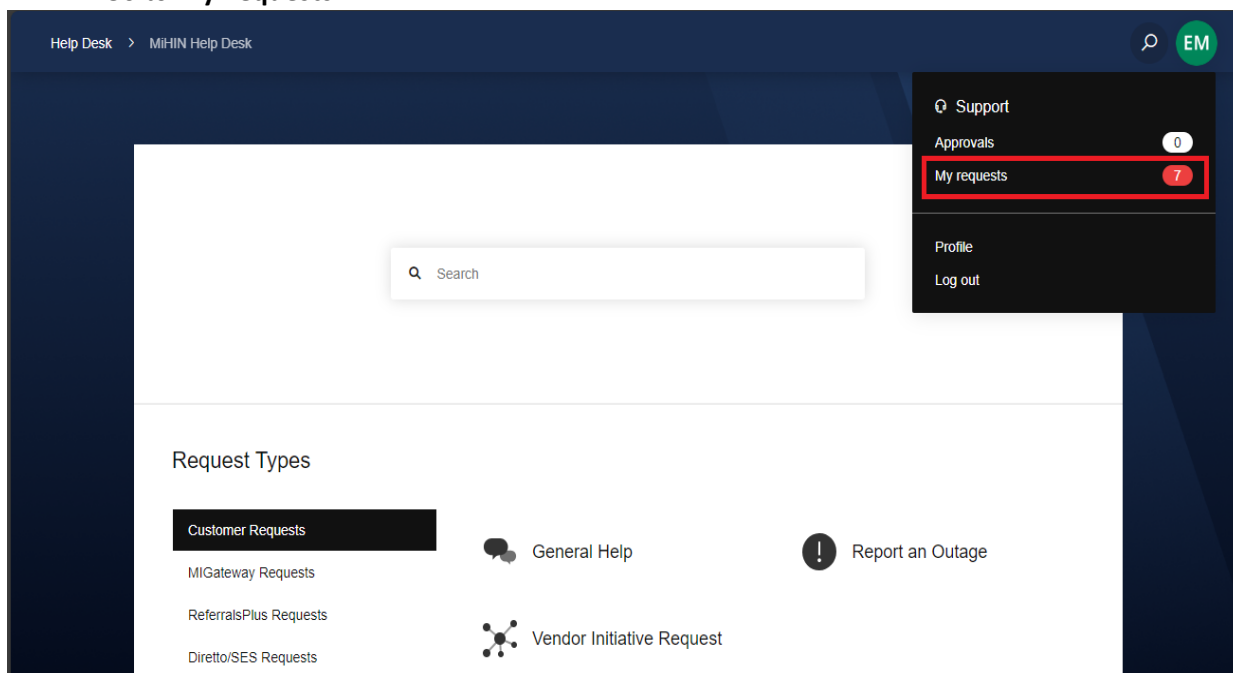 Help Desk > MiHIN Help Desk
EM
Support
Approvals 0
My requests 7
Profile
Log out
Search
Request Types
Customer Requests
MIGateway Requests
ReferralsPlus Requests
Diretto/SES Requests
General Help
Report an Outage
Vendor Initiative Request